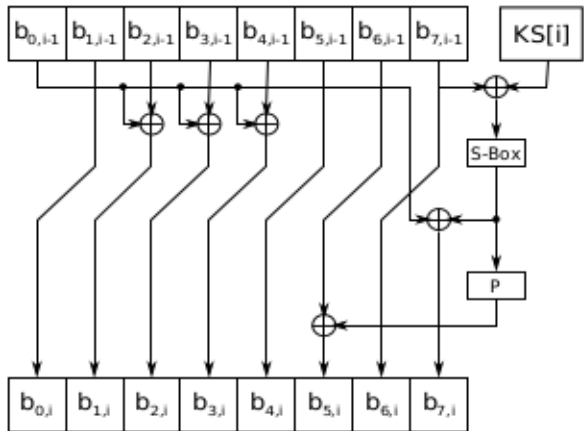 b0,i-1 b1,i-1 b2,i-1 b3,i-1 b4,i-1 b5,i-1 b6,i-1 b7,i-1 KS[i]
S-Box
P
b0,i b1,i b2,i b3,i b4,i b5,i b6,i b7,i